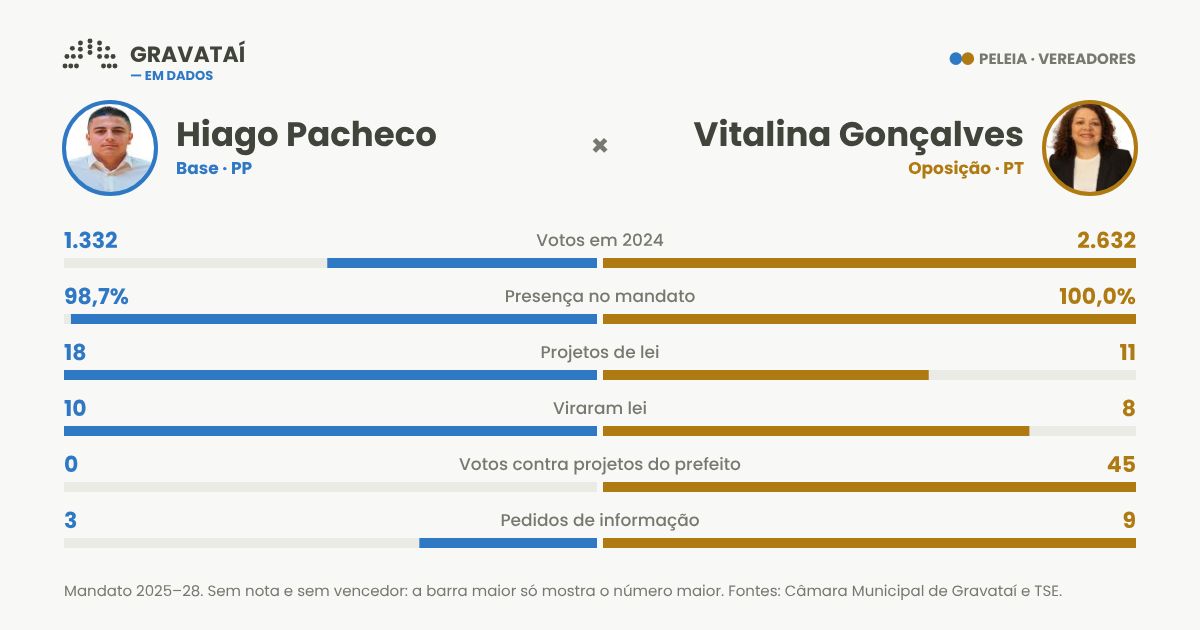 GRAVATAÍ
— EM DADOS
PELEIA · VEREADORES
Hiago Pacheco
Base · PP
×
Vitalina Gonçalves
Oposição · PT
1.332 Votos em 2024 2.632
98,7% Presença no mandato 100,0%
18 Projetos de lei 11
10 Viraram lei 8
0 Votos contra projetos do prefeito 45
3 Pedidos de informação 9
Mandato 2025–28. Sem nota e sem vencedor: a barra maior só mostra o número maior. Fontes: Câmara Municipal de Gravataí e TSE.